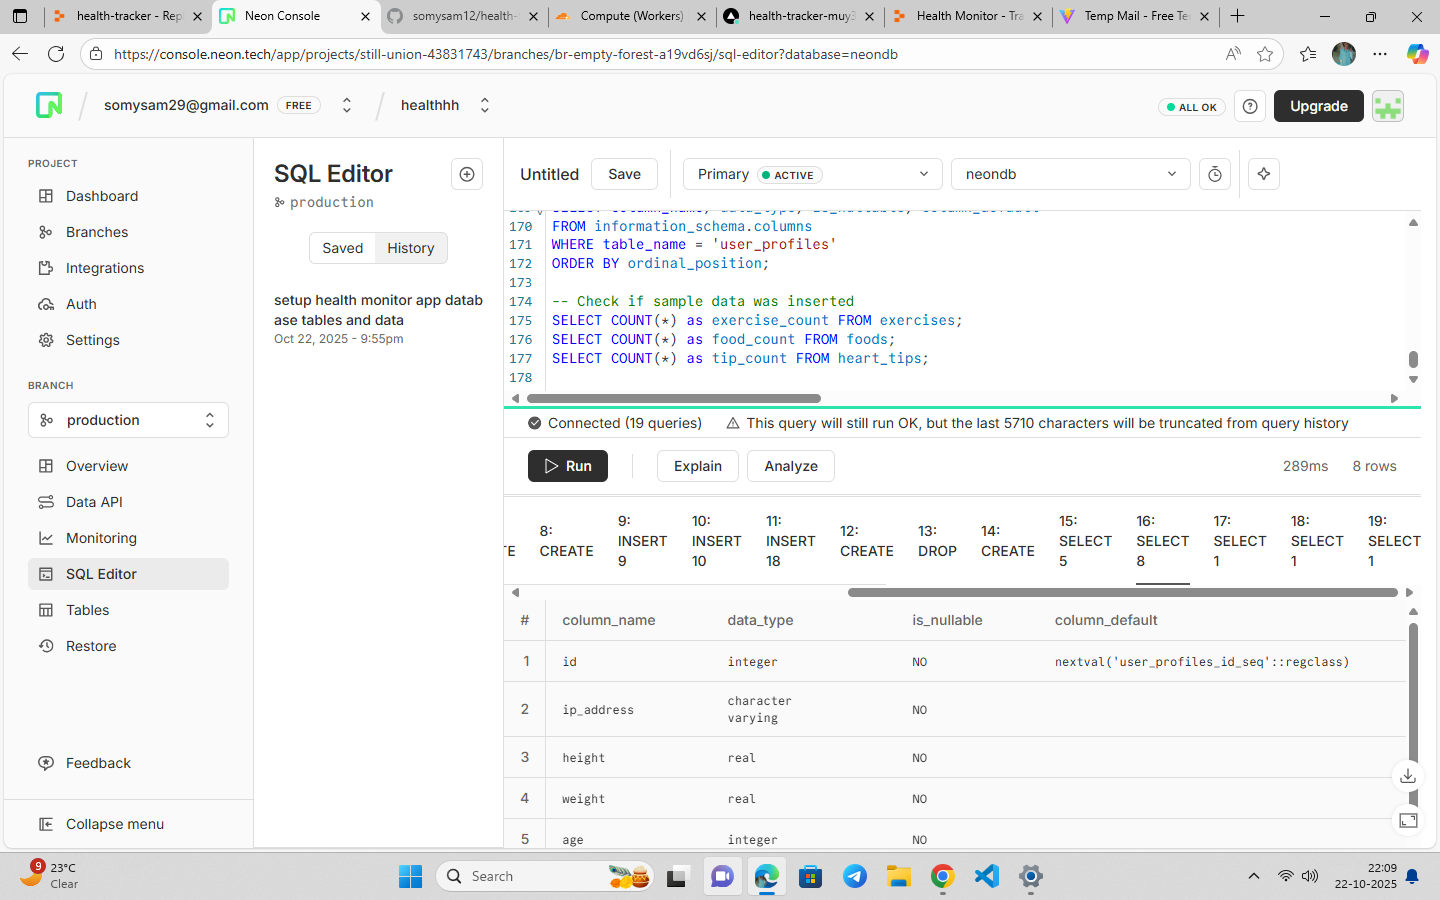 health-tracker - Rep
Neon Console
somysam12/health-
Compute (Workers)
health-tracker-muy3
Health Monitor - Tra
Temp Mail - Free Te
https://console.neon.tech/app/projects/still-union-43831743/branches/br-empty-forest-a19vd6sj/sql-editor?database=neondb
somysam29@gmail.com FREE
healthhh
ALL OK
Upgrade
PROJECT
Dashboard
Branches
Integrations
Auth
Settings
BRANCH
production
Overview
Data API
Monitoring
SQL Editor
Tables
Restore
Feedback
Collapse menu
SQL Editor
production
Saved History
setup health monitor app datab
ase tables and data
Oct 22, 2025 - 9:55pm
Untitled Save Primary ACTIVE neondb
169 SELECT column_name, data_type, is_nullable, column_default
170 FROM information_schema.columns
171 WHERE table_name = 'user_profiles'
172 ORDER BY ordinal_position;
173
174 -- Check if sample data was inserted
175 SELECT COUNT(*) as exercise_count FROM exercises;
176 SELECT COUNT(*) as food_count FROM foods;
177 SELECT COUNT(*) as tip_count FROM heart_tips;
178
Connected (19 queries) This query will still run OK, but the last 5710 characters will be truncated from query history
Run Explain Analyze 289ms 8 rows
TE
8:
CREATE
9:
INSERT
9
10:
INSERT
10
11:
INSERT
18
12:
CREATE
13:
DROP
14:
CREATE
15:
SELECT
5
16:
SELECT
8
17:
SELECT
1
18:
SELECT
1
19:
SELECT
1
# column_name data_type is_nullable column_default
1 id integer NO nextval('user_profiles_id_seq'::regclass)
2 ip_address character varying NO
3 height real NO
4 weight real NO
5 age integer NO
9
23°C
Clear
Search
22:09
22-10-2025